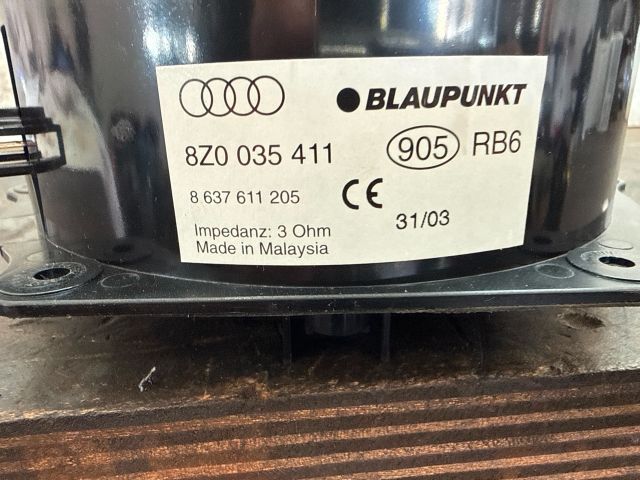 BLAUPUNKT
8Z0 035 411
905 RB6
8 637 611 205
CE
31/03
Impedanz: 3 Ohm
Made in Malaysia